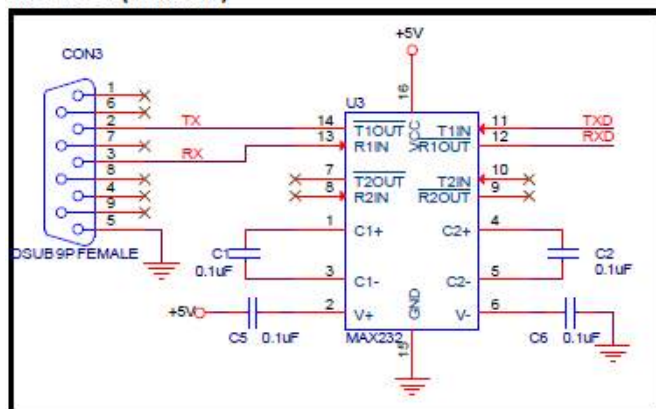 +5V
CON3
1
6
2
7
3
8
4
9
5
DSUB9PFEMALE
TX
RX
U3
16
VCC
14 T1OUT T1IN 11 TXD
13 R1IN R1OUT 12 RXD
7 T2OUT T2IN 10
8 R2IN R2OUT 9
1 C1+ C2+ 4
C1 0.1uF
C2 0.1uF
3 C1- C2- 5
+5V 2 V+ V- 6
GND
C5 0.1uF
MAX232
15
C6 0.1uF